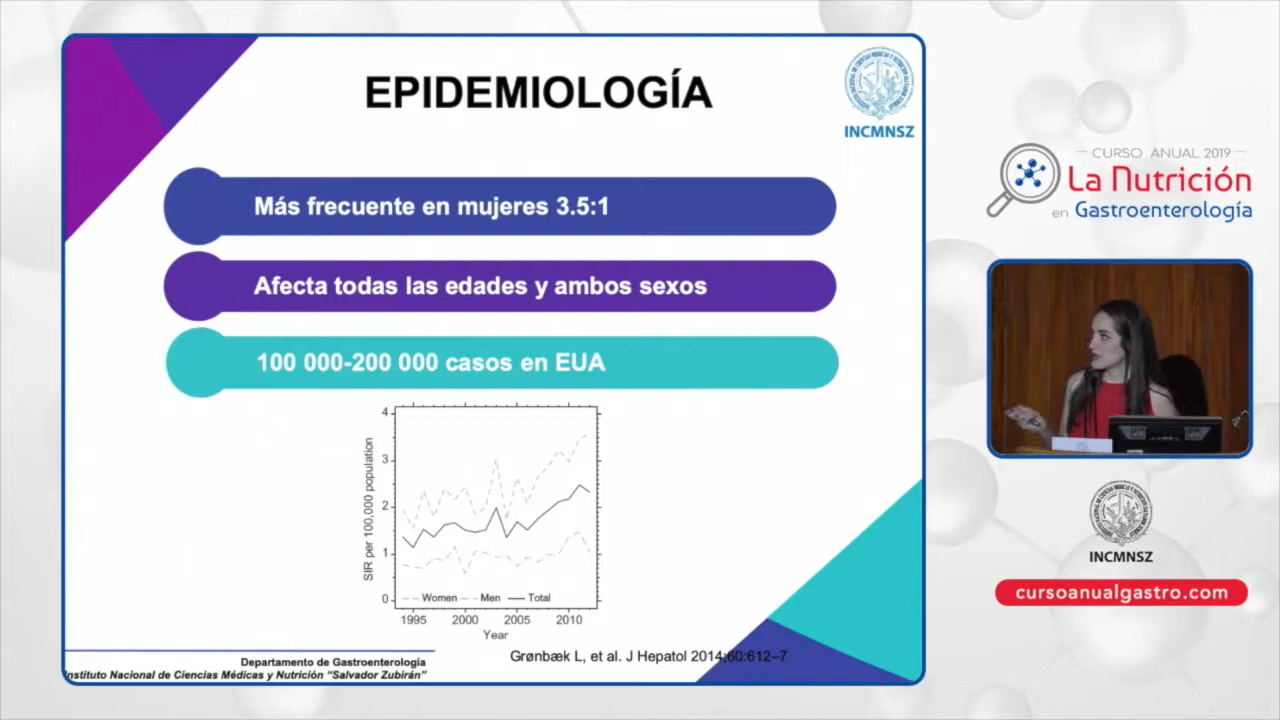 EPIDEMIOLOGÍA
INCMNSZ
Más frecuente en mujeres 3.5:1
Afecta todas las edades y ambos sexos
100 000-200 000 casos en EUA
SIR per 100,000 population
4
3
2
1
0
Women Men Total
1995 2000 2005 2010
Year
Grønbæk L, et al. J Hepatol 2014;60:612–7
Departamento de Gastroenterología
nstituto Nacional de Ciencias Médicas y Nutrición “Salvador Zubirán”
CURSO ANUAL 2019
La Nutrición
en Gastroenterología
INCMNSZ
cursoanualgastro.com